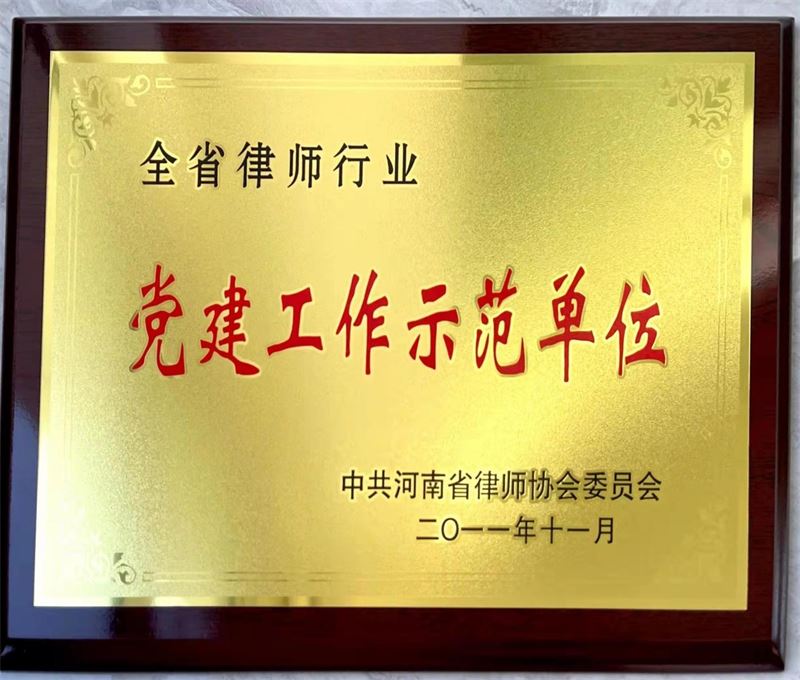 全省律师行业
党建工作示范单位
中共河南省律师协会委员会
二〇一一年十一月